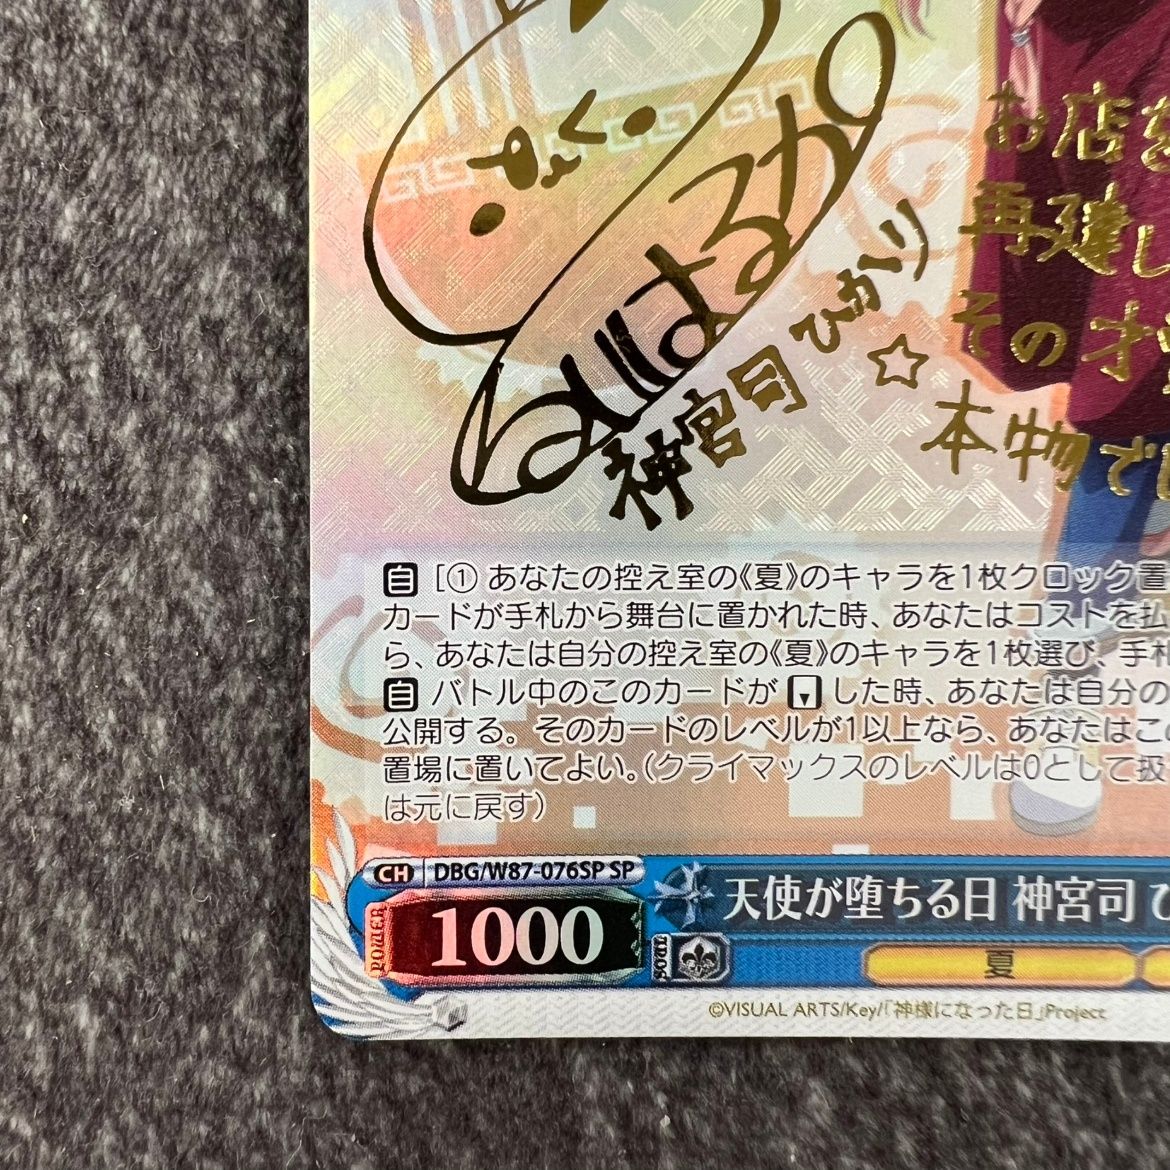 お店を
再建し
その
本物で
はるか
神宮司ひかり☆
自 [① あなたの控え室の《夏》のキャラを1枚クロック置
カードが手札から舞台に置かれた時、あなたはコストを払
ら、あなたは自分の控え室の《夏》のキャラを1枚選び、手札
自 バトル中のこのカードが した時、あなたは自分の
公開する。そのカードのレベルが1以上なら、あなたはこの
置場に置いてよい。(クライマックスのレベルは0として扱
は元に戻す)
CH DBG/W87-076SP SP
天使が堕ちる日 神宮司 ひ
POWER 1000
SOUL
夏
©VISUAL ARTS/Key/「神様になった日」Project